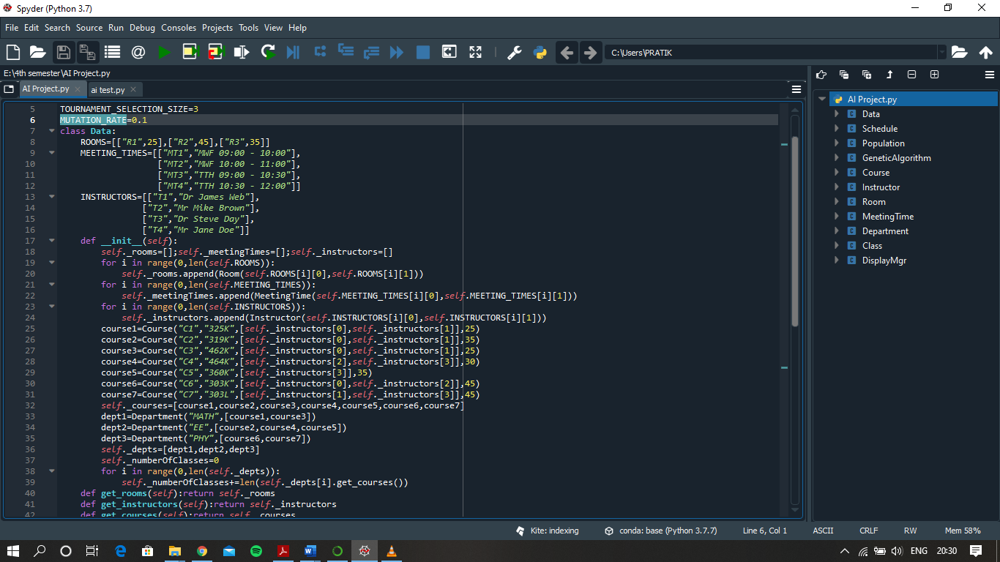 Spyder (Python 3.7)
File Edit Search Source Run Debug Consoles Projects Tools View Help
C:\Users\PRATIK
E:\4th semester\AI Project.py
AI Project.py
ai test.py
5 TOURNAMENT_SELECTION_SIZE=3
6 MUTATION_RATE=0.1
7 class Data:
8 ROOMS=[["R1",25],["R2",45],["R3",35]]
9 MEETING_TIMES=[["MT1","MWF 09:00 - 10:00"],
10 ["MT2","MWF 10:00 - 11:00"],
11 ["MT3","TTH 09:00 - 10:30"],
12 ["MT4","TTH 10:30 - 12:00"]]
13 INSTRUCTORS=[["T1","Dr James Web"],
14 ["T2","Mr Mike Brown"],
15 ["T3","Dr Steve Day"],
16 ["T4","Mr Jane Doe"]]
17 def __init__(self):
18 self._rooms=[];self._meetingTimes=[];self._instructors=[]
19 for i in range(0,len(self.ROOMS)):
20 self._rooms.append(Room(self.ROOMS[i][0],self.ROOMS[i][1]))
21 for i in range(0,len(self.MEETING_TIMES)):
22 self._meetingTimes.append(MeetingTime(self.MEETING_TIMES[i][0],self.MEETING_TIMES[i][1]))
23 for i in range(0,len(self.INSTRUCTORS)):
24 self._instructors.append(Instructor(self.INSTRUCTORS[i][0],self.INSTRUCTORS[i][1]))
25 course1=Course("C1","325K",[self._instructors[0],self._instructors[1]],25)
26 course2=Course("C2","319K",[self._instructors[0],self._instructors[1]],35)
27 course3=Course("C3","462K",[self._instructors[0],self._instructors[1]],25)
28 course4=Course("C4","464K",[self._instructors[2],self._instructors[3]],30)
29 course5=Course("C5","360K",[self._instructors[3]],35)
30 course6=Course("C6","303K",[self._instructors[0],self._instructors[2]],45)
31 course7=Course("C7","303L",[self._instructors[1],self._instructors[3]],45)
32 self._courses=[course1,course2,course3,course4,course5,course6,course7]
33 dept1=Department("MATH",[course1,course3])
34 dept2=Department("EE",[course2,course4,course5])
35 dept3=Department("PHY",[course6,course7])
36 self._depts=[dept1,dept2,dept3]
37 self._numberOfClasses=0
38 for i in range(0,len(self._depts)):
39 self._numberOfClasses+=len(self._depts[i].get_courses())
40 def get_rooms(self):return self._rooms
41 def get_instructors(self):return self._instructors
42 def get_courses(self):return self._courses
AI Project.py
Data
Schedule
Population
GeneticAlgorithm
Course
Instructor
Room
MeetingTime
Department
Class
DisplayMgr
Kite: indexing
conda: base (Python 3.7.7)
Line 6, Col 1
ASCII
CRLF
RW
Mem 58%
ENG
20:30